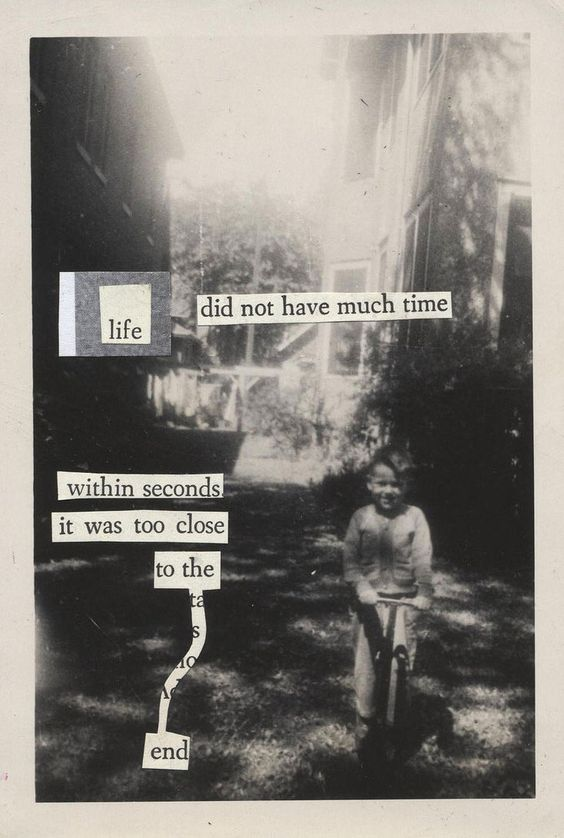 life
did not have much time
within seconds
it was too close
to the
end